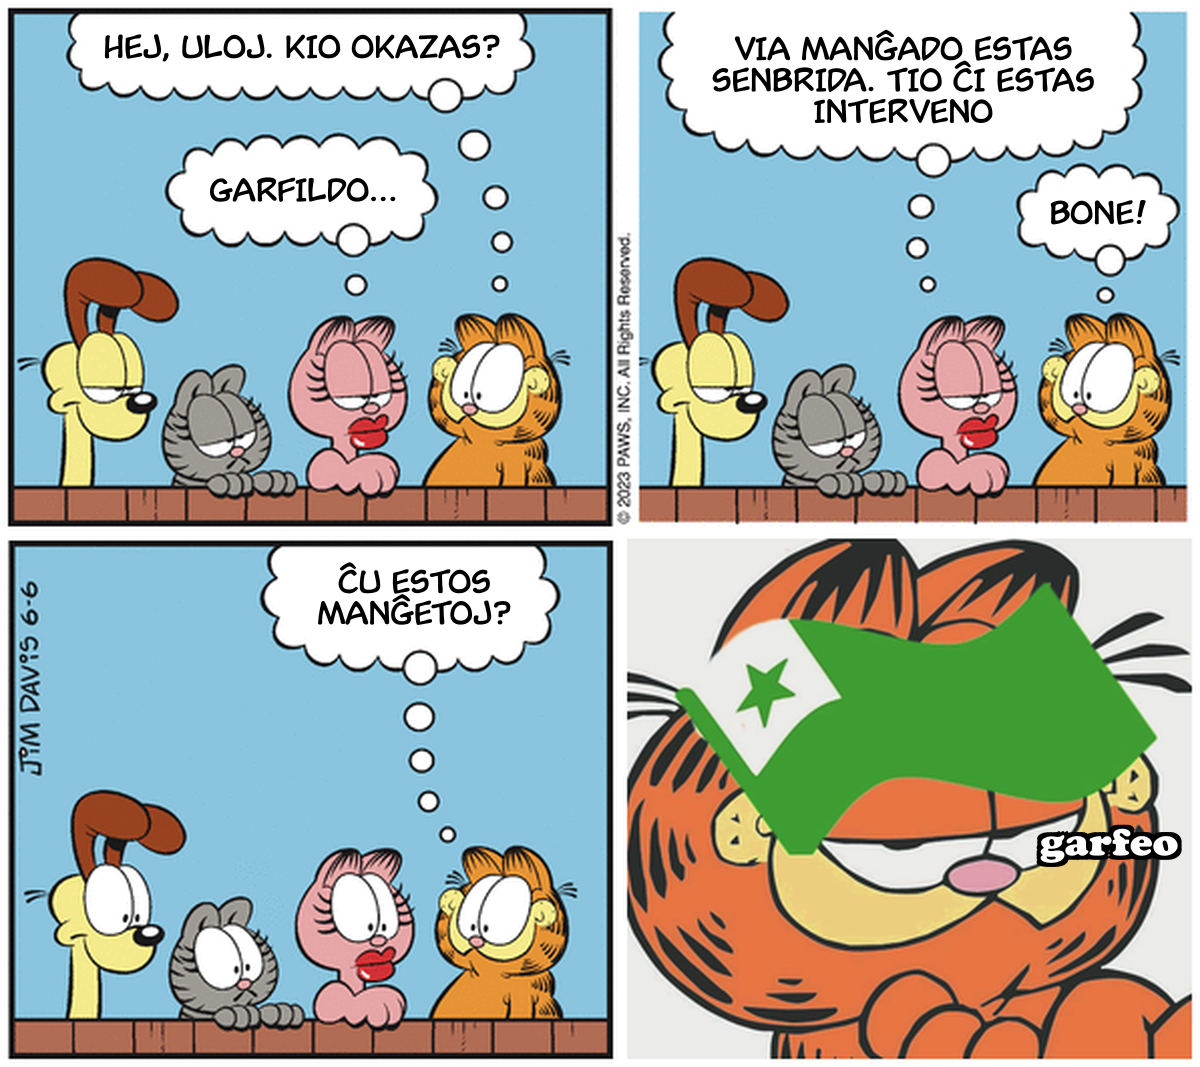 HEJ, ULOJ. KIO OKAZAS?
GARFILDO...
© 2023 PAWS, INC. All Rights Reserved.
VIA MANĜADO ESTAS
SENBRIDA. TIO ĈI ESTAS
INTERVENO
BONE!
JIM DAVIS 6-6
ĈU ESTOS
MANĜETOJ?
garfeo